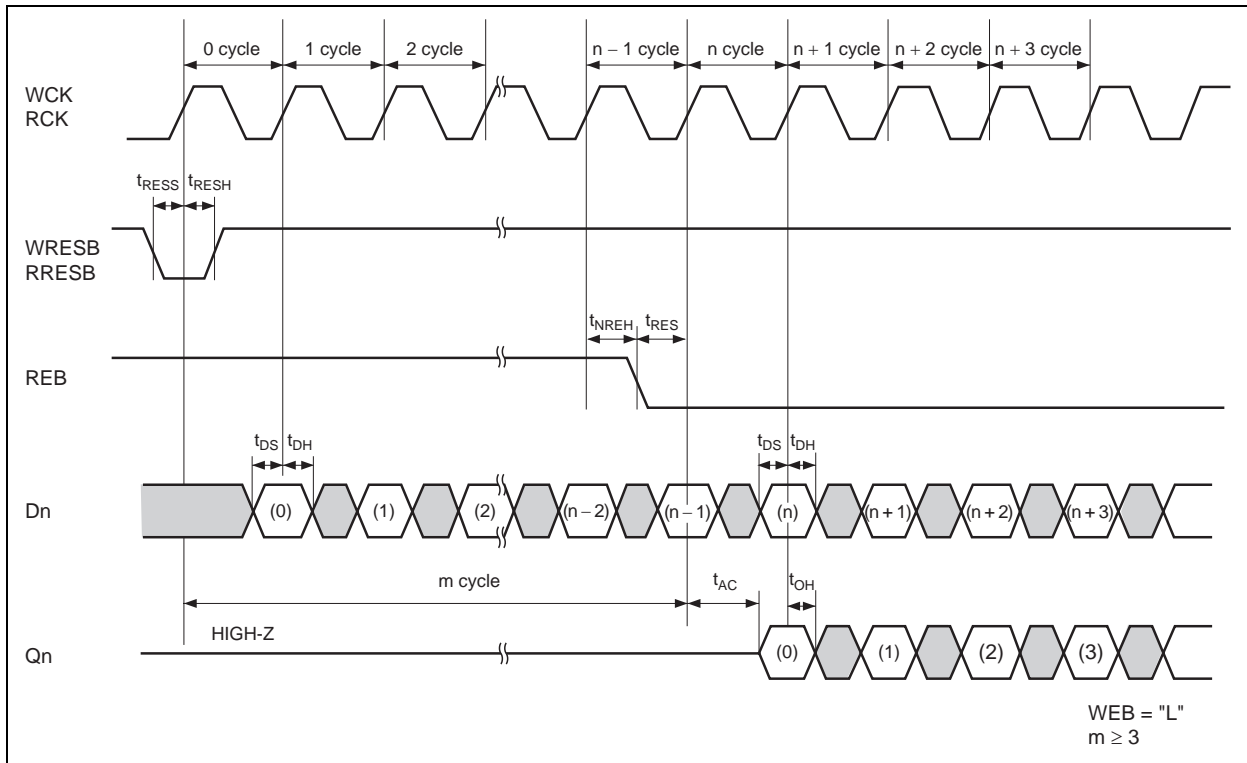 0 cycle 1 cycle 2 cycle n – 1 cycle n cycle n + 1 cycle n + 2 cycle n + 3 cycle
WCK
RCK
tRESS tRESH
WRESB
RRESB
tNREH tRES
REB
tDS tDH tDS tDH
Dn (0) (1) (2) (n – 2) (n – 1) (n) (n + 1) (n + 2) (n + 3)
m cycle tAC tOH
HIGH-Z
Qn (0) (1) (2) (3)
WEB = "L"
m ≥ 3